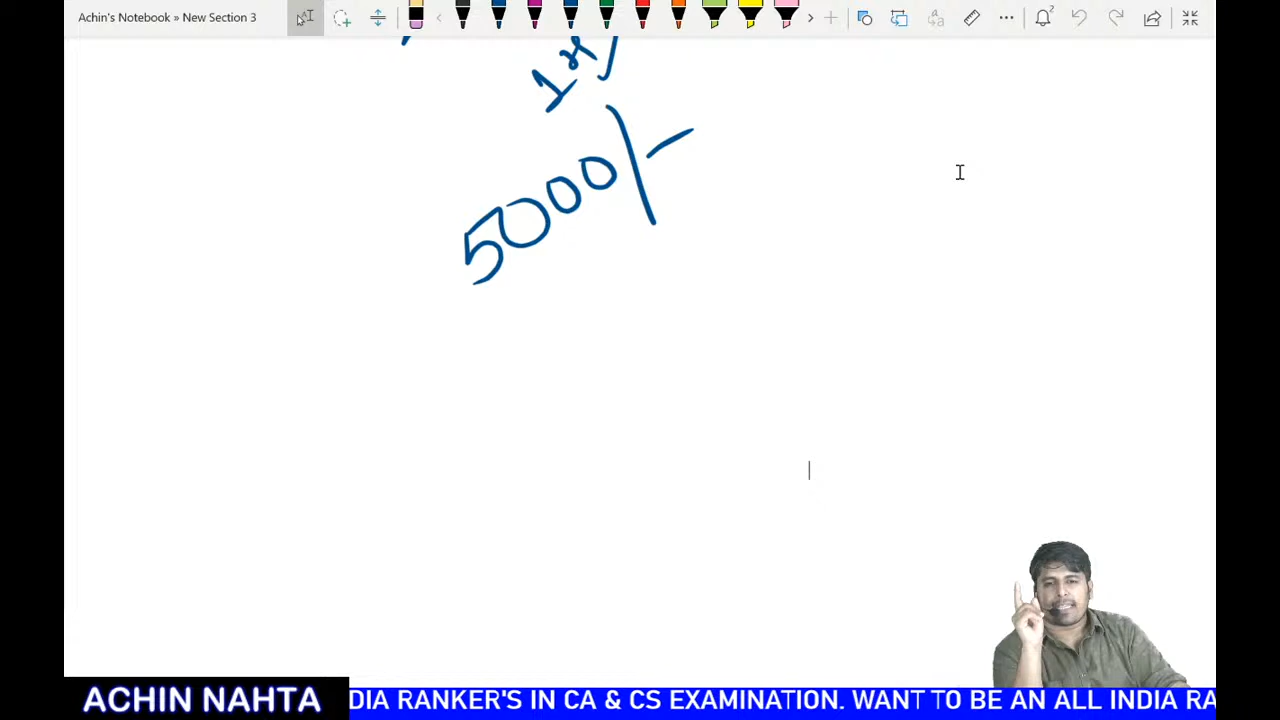 Achin's Notebook » New Section 3
2
5000/-
ACHIN NAHTA
DIA RANKER'S IN CA & CS EXAMINATION. WANT TO BE AN ALL INDIA RA